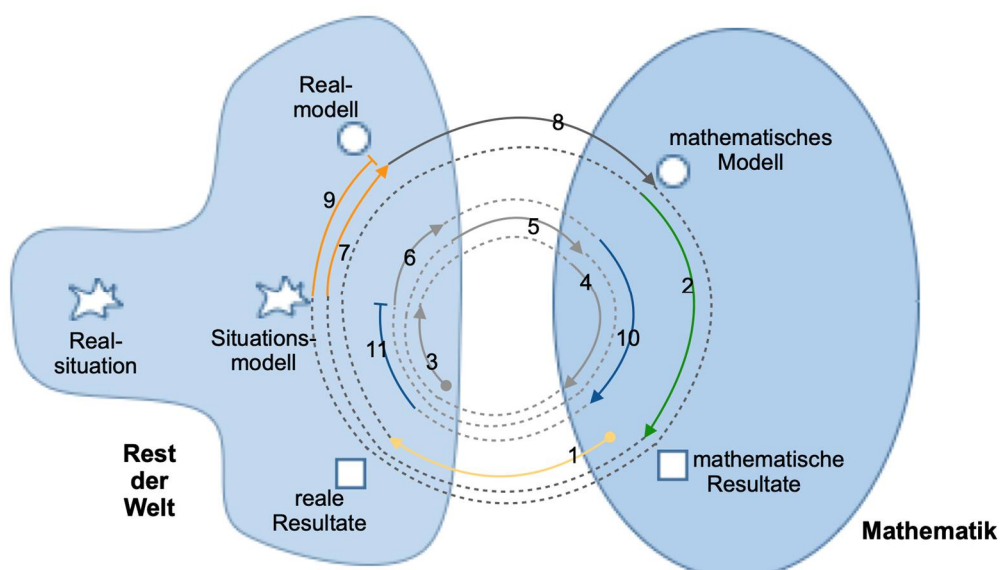 Real-
modell
8
mathematisches
Modell
9
5
7
6
4
2
Real-
situation
Situations-
modell
11
10
3
1
Rest
der
Welt
reale
Resultate
mathematische
Resultate
Mathematik